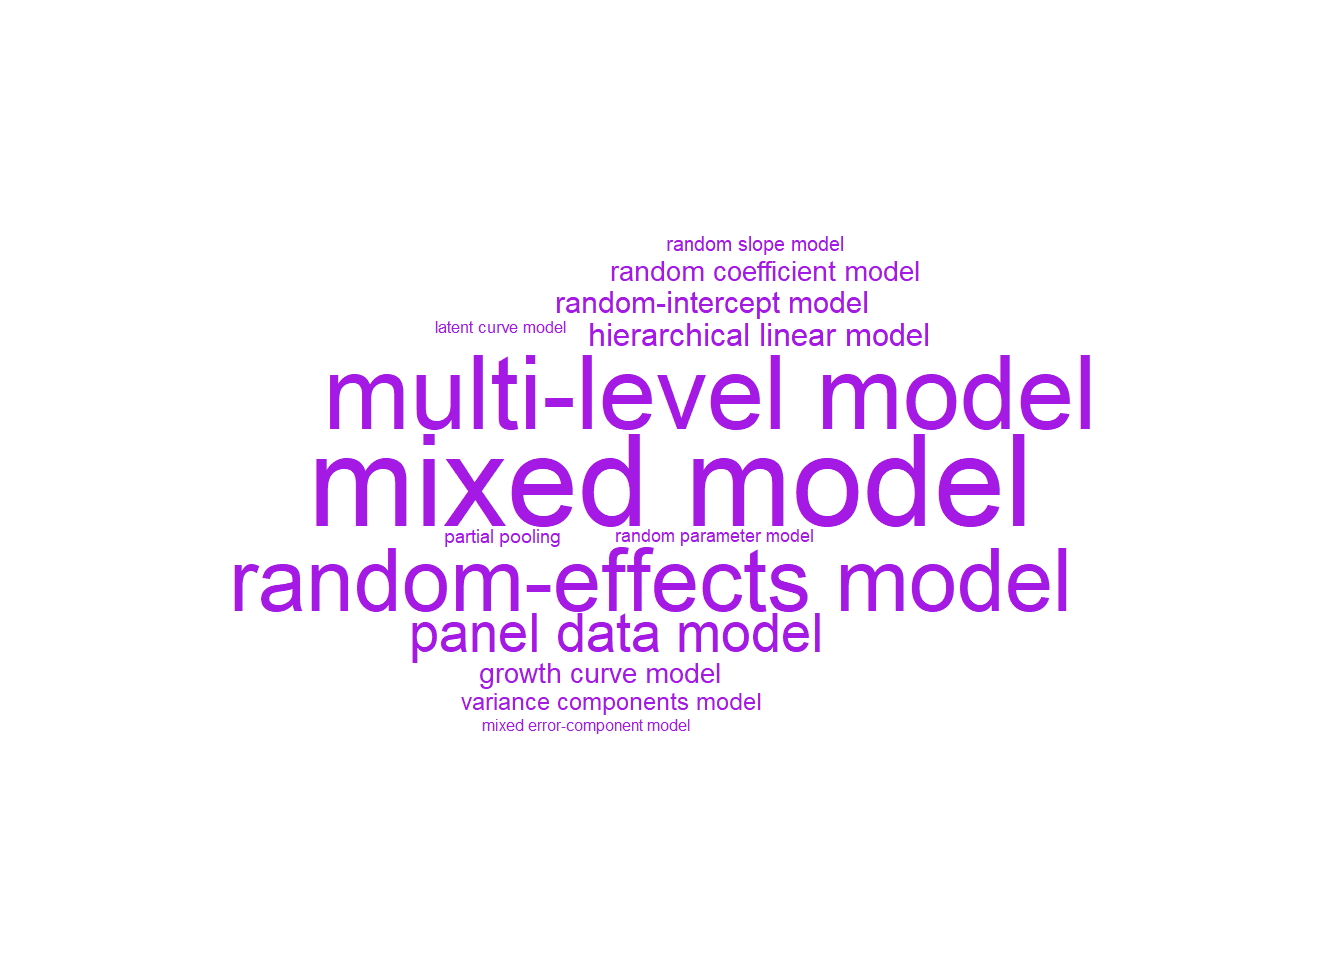 random slope model
random coefficient model
random-intercept model
latent curve model
hierarchical linear model
multi-level model
mixed model
partial pooling
random parameter model
random-effects model
panel data model
growth curve model
variance components model
mixed error-component model